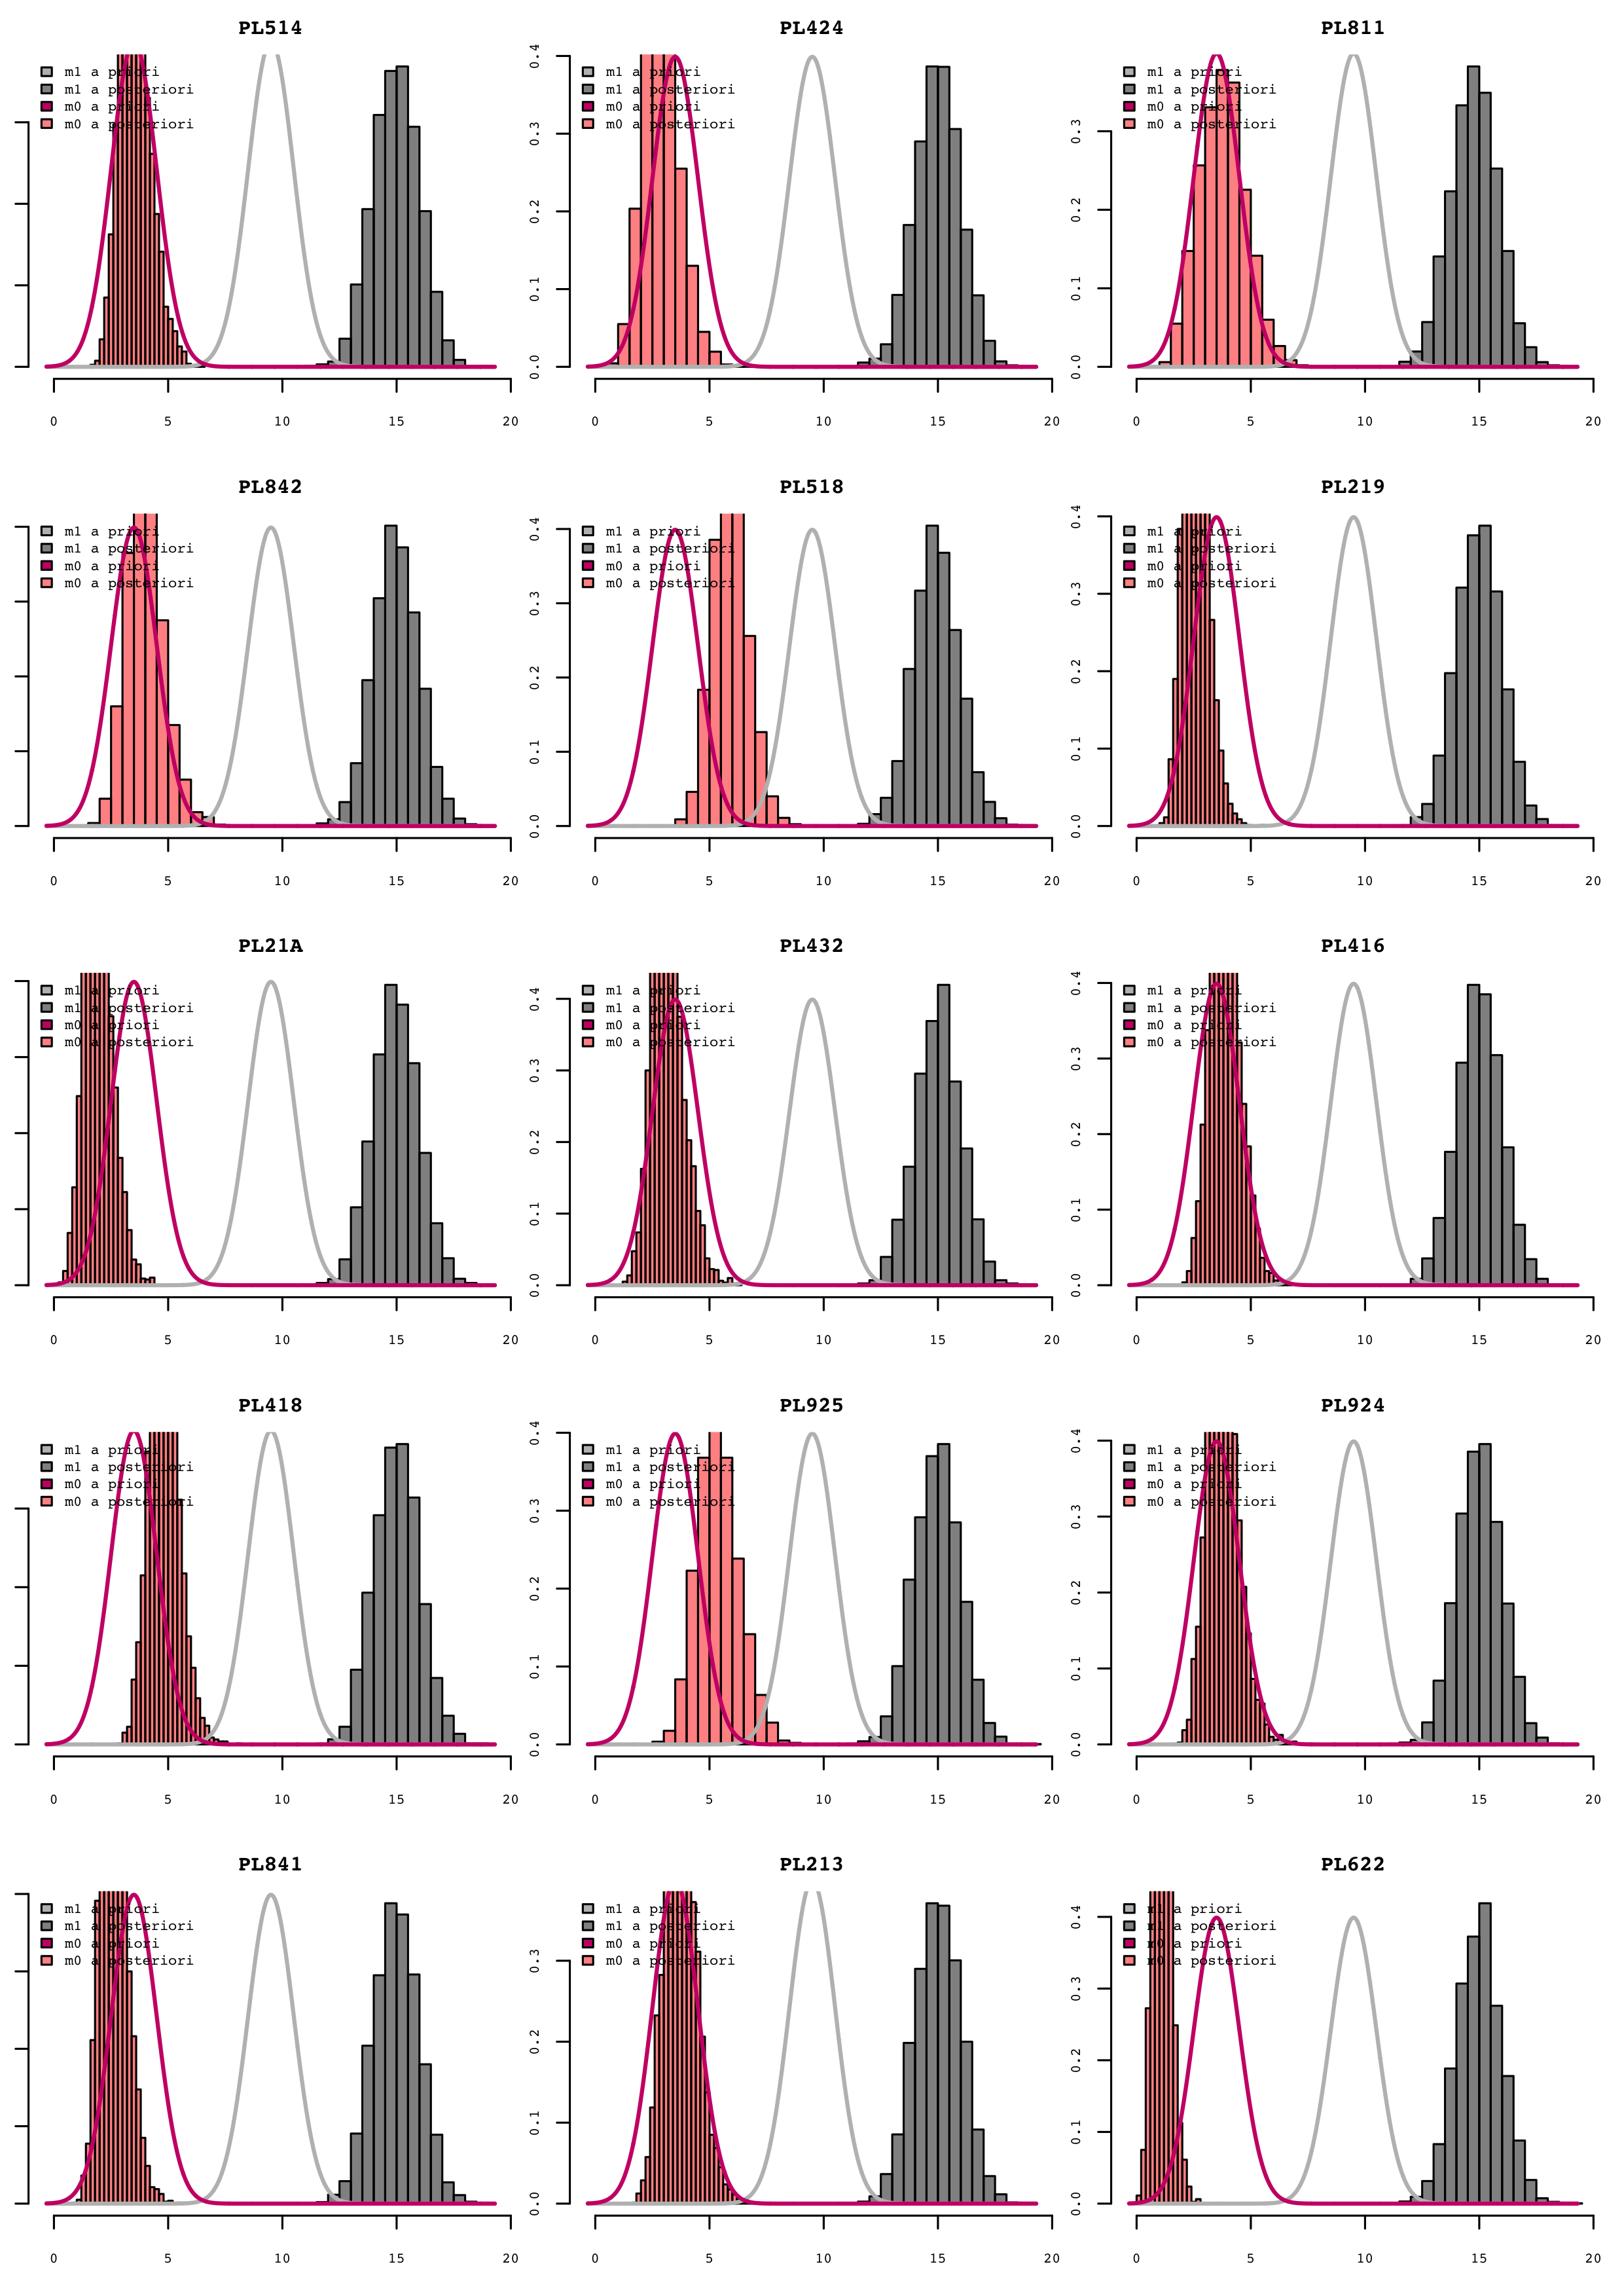 PL514
m1 a priori
m1 a posteriori
m0 a priori
m0 a posteriori
0 5 10 15 20
PL424
m1 a priori
m1 a posteriori
m0 a priori
m0 a posteriori
0.0 0.1 0.2 0.3 0.4
0 5 10 15 20
PL811
m1 a priori
m1 a posteriori
m0 a priori
m0 a posteriori
0.0 0.1 0.2 0.3
0 5 10 15 20
PL842
m1 a priori
m1 a posteriori
m0 a priori
m0 a posteriori
0 5 10 15 20
PL518
m1 a priori
m1 a posteriori
m0 a priori
m0 a posteriori
0.0 0.1 0.2 0.3 0.4
0 5 10 15 20
PL219
m1 a priori
m1 a posteriori
m0 a priori
m0 a posteriori
0.0 0.1 0.2 0.3 0.4
0 5 10 15 20
PL21A
m1 a priori
m1 a posteriori
m0 a priori
m0 a posteriori
0 5 10 15 20
PL432
m1 a priori
m1 a posteriori
m0 a priori
m0 a posteriori
0.0 0.1 0.2 0.3 0.4
0 5 10 15 20
PL416
m1 a priori
m1 a posteriori
m0 a priori
m0 a posteriori
0.0 0.1 0.2 0.3 0.4
0 5 10 15 20
PL418
m1 a priori
m1 a posteriori
m0 a priori
m0 a posteriori
0 5 10 15 20
PL925
m1 a priori
m1 a posteriori
m0 a priori
m0 a posteriori
0.0 0.1 0.2 0.3 0.4
0 5 10 15 20
PL924
m1 a priori
m1 a posteriori
m0 a priori
m0 a posteriori
0.0 0.1 0.2 0.3 0.4
0 5 10 15 20
PL841
m1 a priori
m1 a posteriori
m0 a priori
m0 a posteriori
0 5 10 15 20
PL213
m1 a priori
m1 a posteriori
m0 a priori
m0 a posteriori
0.0 0.1 0.2 0.3
0 5 10 15 20
PL622
m1 a priori
m1 a posteriori
m0 a priori
m0 a posteriori
0.0 0.1 0.2 0.3 0.4
0 5 10 15 20